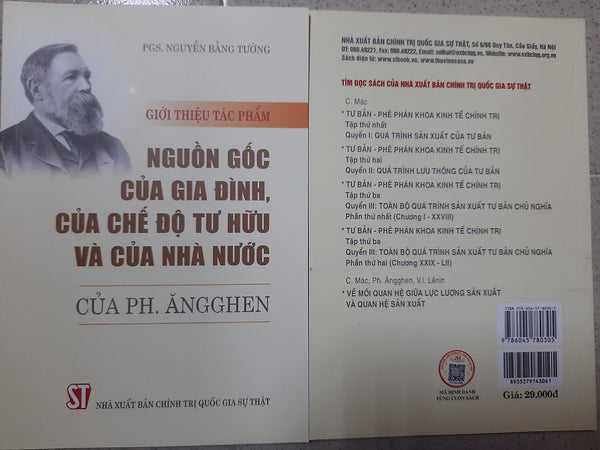 PGS. NGUYỄN BẰNG TƯỜNG
GIỚI THIỆU TÁC PHẨM
NGUỒN GỐC
CỦA GIA ĐÌNH,
CỦA CHẾ ĐỘ TƯ HỮU
VÀ CỦA NHÀ NƯỚC
CỦA PH. ĂNGGHEN
ST
NHÀ XUẤT BẢN CHÍNH TRỊ QUỐC GIA SỰ THẬT
NHÀ XUẤT BẢN CHÍNH TRỊ QUỐC GIA SỰ THẬT, Số 6/86 Duy Tân, Cầu Giấy, Hà Nội
ĐT: 080.49221, Fax: 080.49222, Email: suthat@nxbctqg.vn, Website: www.nxbctqg.org.vn
Sách điện tử: www.stbook.vn, www.thuviencoso.vn
TÌM ĐỌC SÁCH CỦA NHÀ XUẤT BẢN CHÍNH TRỊ QUỐC GIA SỰ THẬT
C. Mác
* TƯ BẢN - PHÊ PHÁN KHOA KINH TẾ CHÍNH TRỊ
Tập thứ nhất
Quyển I: QUÁ TRÌNH SẢN XUẤT CỦA TƯ BẢN
* TƯ BẢN - PHÊ PHÁN KHOA KINH TẾ CHÍNH TRỊ
Tập thứ hai
Quyển II: QUÁ TRÌNH LƯU THÔNG CỦA TƯ BẢN
* TƯ BẢN - PHÊ PHÁN KHOA KINH TẾ CHÍNH TRỊ
Tập thứ ba
Quyển III: TOÀN BỘ QUÁ TRÌNH SẢN XUẤT TƯ BẢN CHỦ NGHĨA
Phần thứ nhất (Chương I - XXVIII)
* TƯ BẢN - PHÊ PHÁN KHOA KINH TẾ CHÍNH TRỊ
Tập thứ ba
Quyển III: TOÀN BỘ QUÁ TRÌNH SẢN XUẤT TƯ BẢN CHỦ NGHĨA
Phần thứ hai (Chương XXIX - LII)
C. Mác, Ph. Ăngghen, V.I. Lênin
* VỀ MỐI QUAN HỆ GIỮA LỰC LƯỢNG SẢN XUẤT
VÀ QUAN HỆ SẢN XUẤT
9 786045 780305
8935279143061
MÃ ĐỊNH DANH
TỪNG CUỐN SÁCH
Giá: 29.000đ